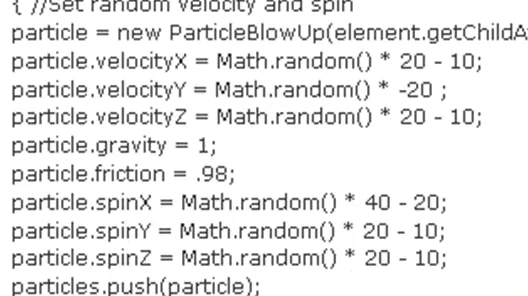 { //Set random velocity and spin
particle = new ParticleBlowUp(element.getChildA
particle.velocityX = Math.random() * 20 - 10;
particle.velocityY = Math.random() * -20 ;
particle.velocityZ = Math.random() * 20 - 10;
particle.gravity = 1;
particle.friction = .98;
particle.spinX = Math.random() * 40 - 20;
particle.spinY = Math.random() * 20 - 10;
particle.spinZ = Math.random() * 20 - 10;
particles.push(particle);